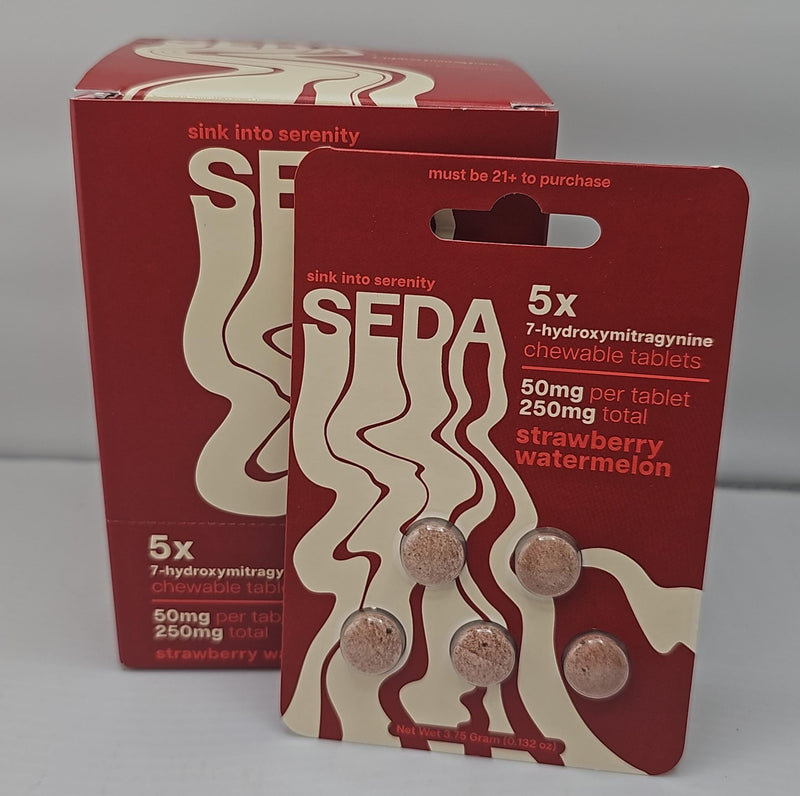 sink into serenity
SE
5x
7-hydroxymitragy
chewable tabl
50mg per tab
250mg total
strawberry wa
must be 21+ to purchase
sink into serenity
SEDA
5x
7-hydroxymitragynine
chewable tablets
50mg per tablet
250mg total
strawberry
watermelon
Net Wet 3.75 Gram (0.132 oz)